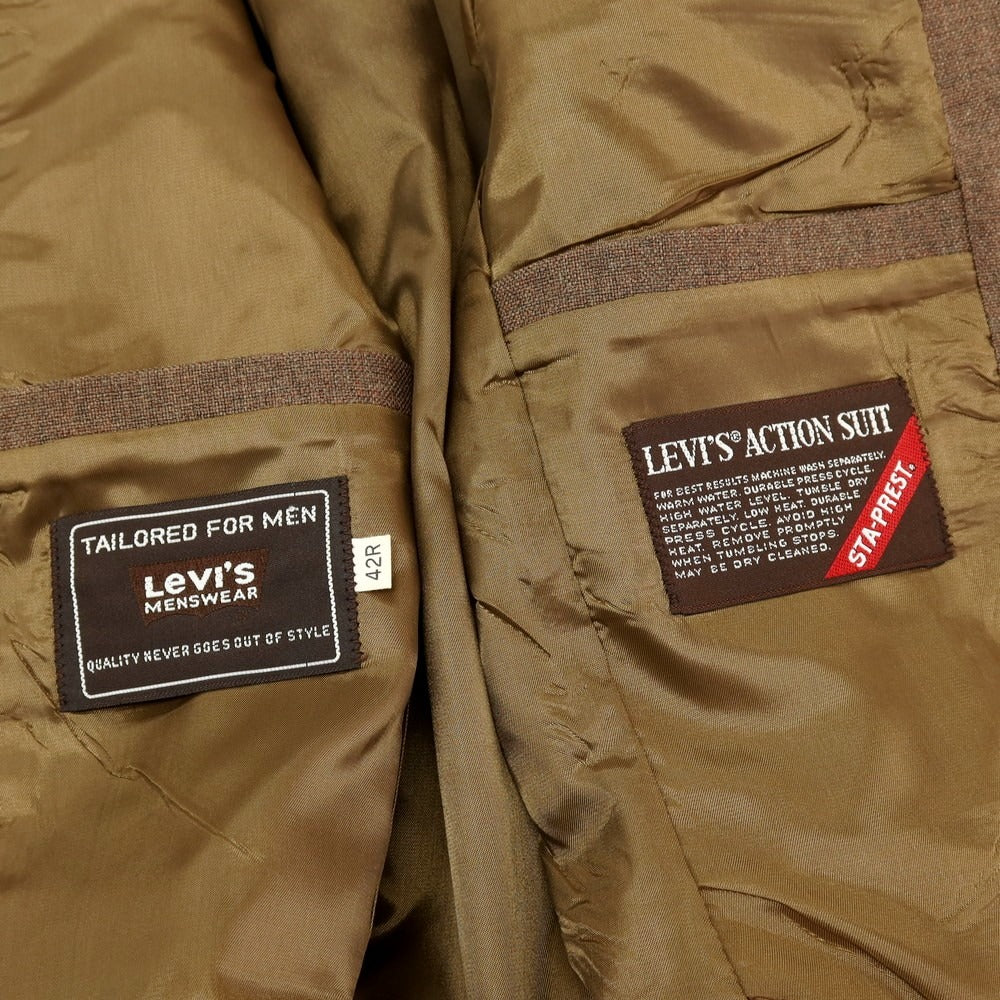 TAILORED FOR MEN
LeVI'S
MENSWEAR
QUALITY NEVER GOES OUT OF STYLE
42R
LEVI'S® ACTION SUIT
FOR BEST RESULTS MACHINE WASH SEPARATELY.
WARM WATER. DURABLE PRESS CYCLE.
HIGH WATER LEVEL. TUMBLE DRY
SEPARATELY. LOW HEAT. DURABLE
PRESS CYCLE. AVOID HIGH
HEAT. REMOVE PROMPTLY
WHEN TUMBLING STOPS.
MAY BE DRY CLEANED.
STA-PREST.